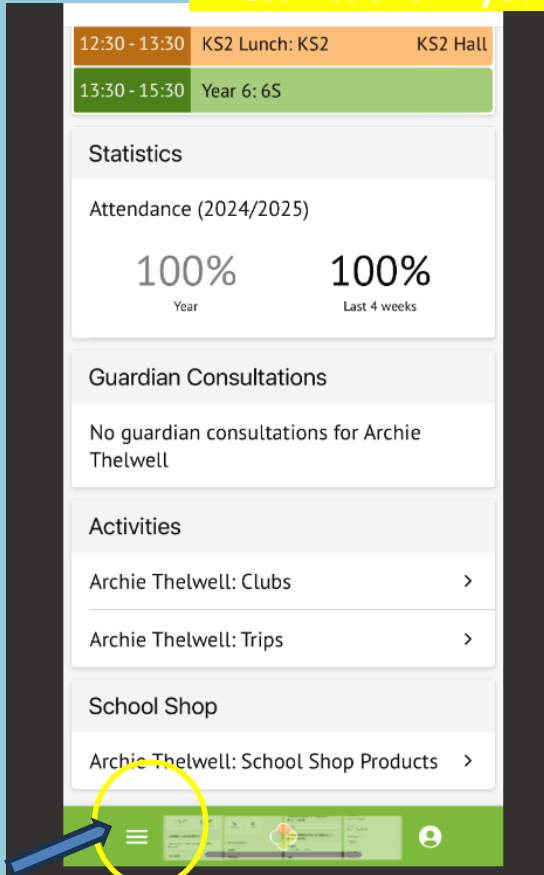 12:30 - 13:30 KS2 Lunch: KS2 KS2 Hall
13:30 - 15:30 Year 6: 6S
Statistics
Attendance (2024/2025)
100% 100%
Year Last 4 weeks
Guardian Consultations
No guardian consultations for Archie
Thelwell
Activities
Archie Thelwell: Clubs
Archie Thelwell: Trips
School Shop
Archie Thelwell: School Shop Products